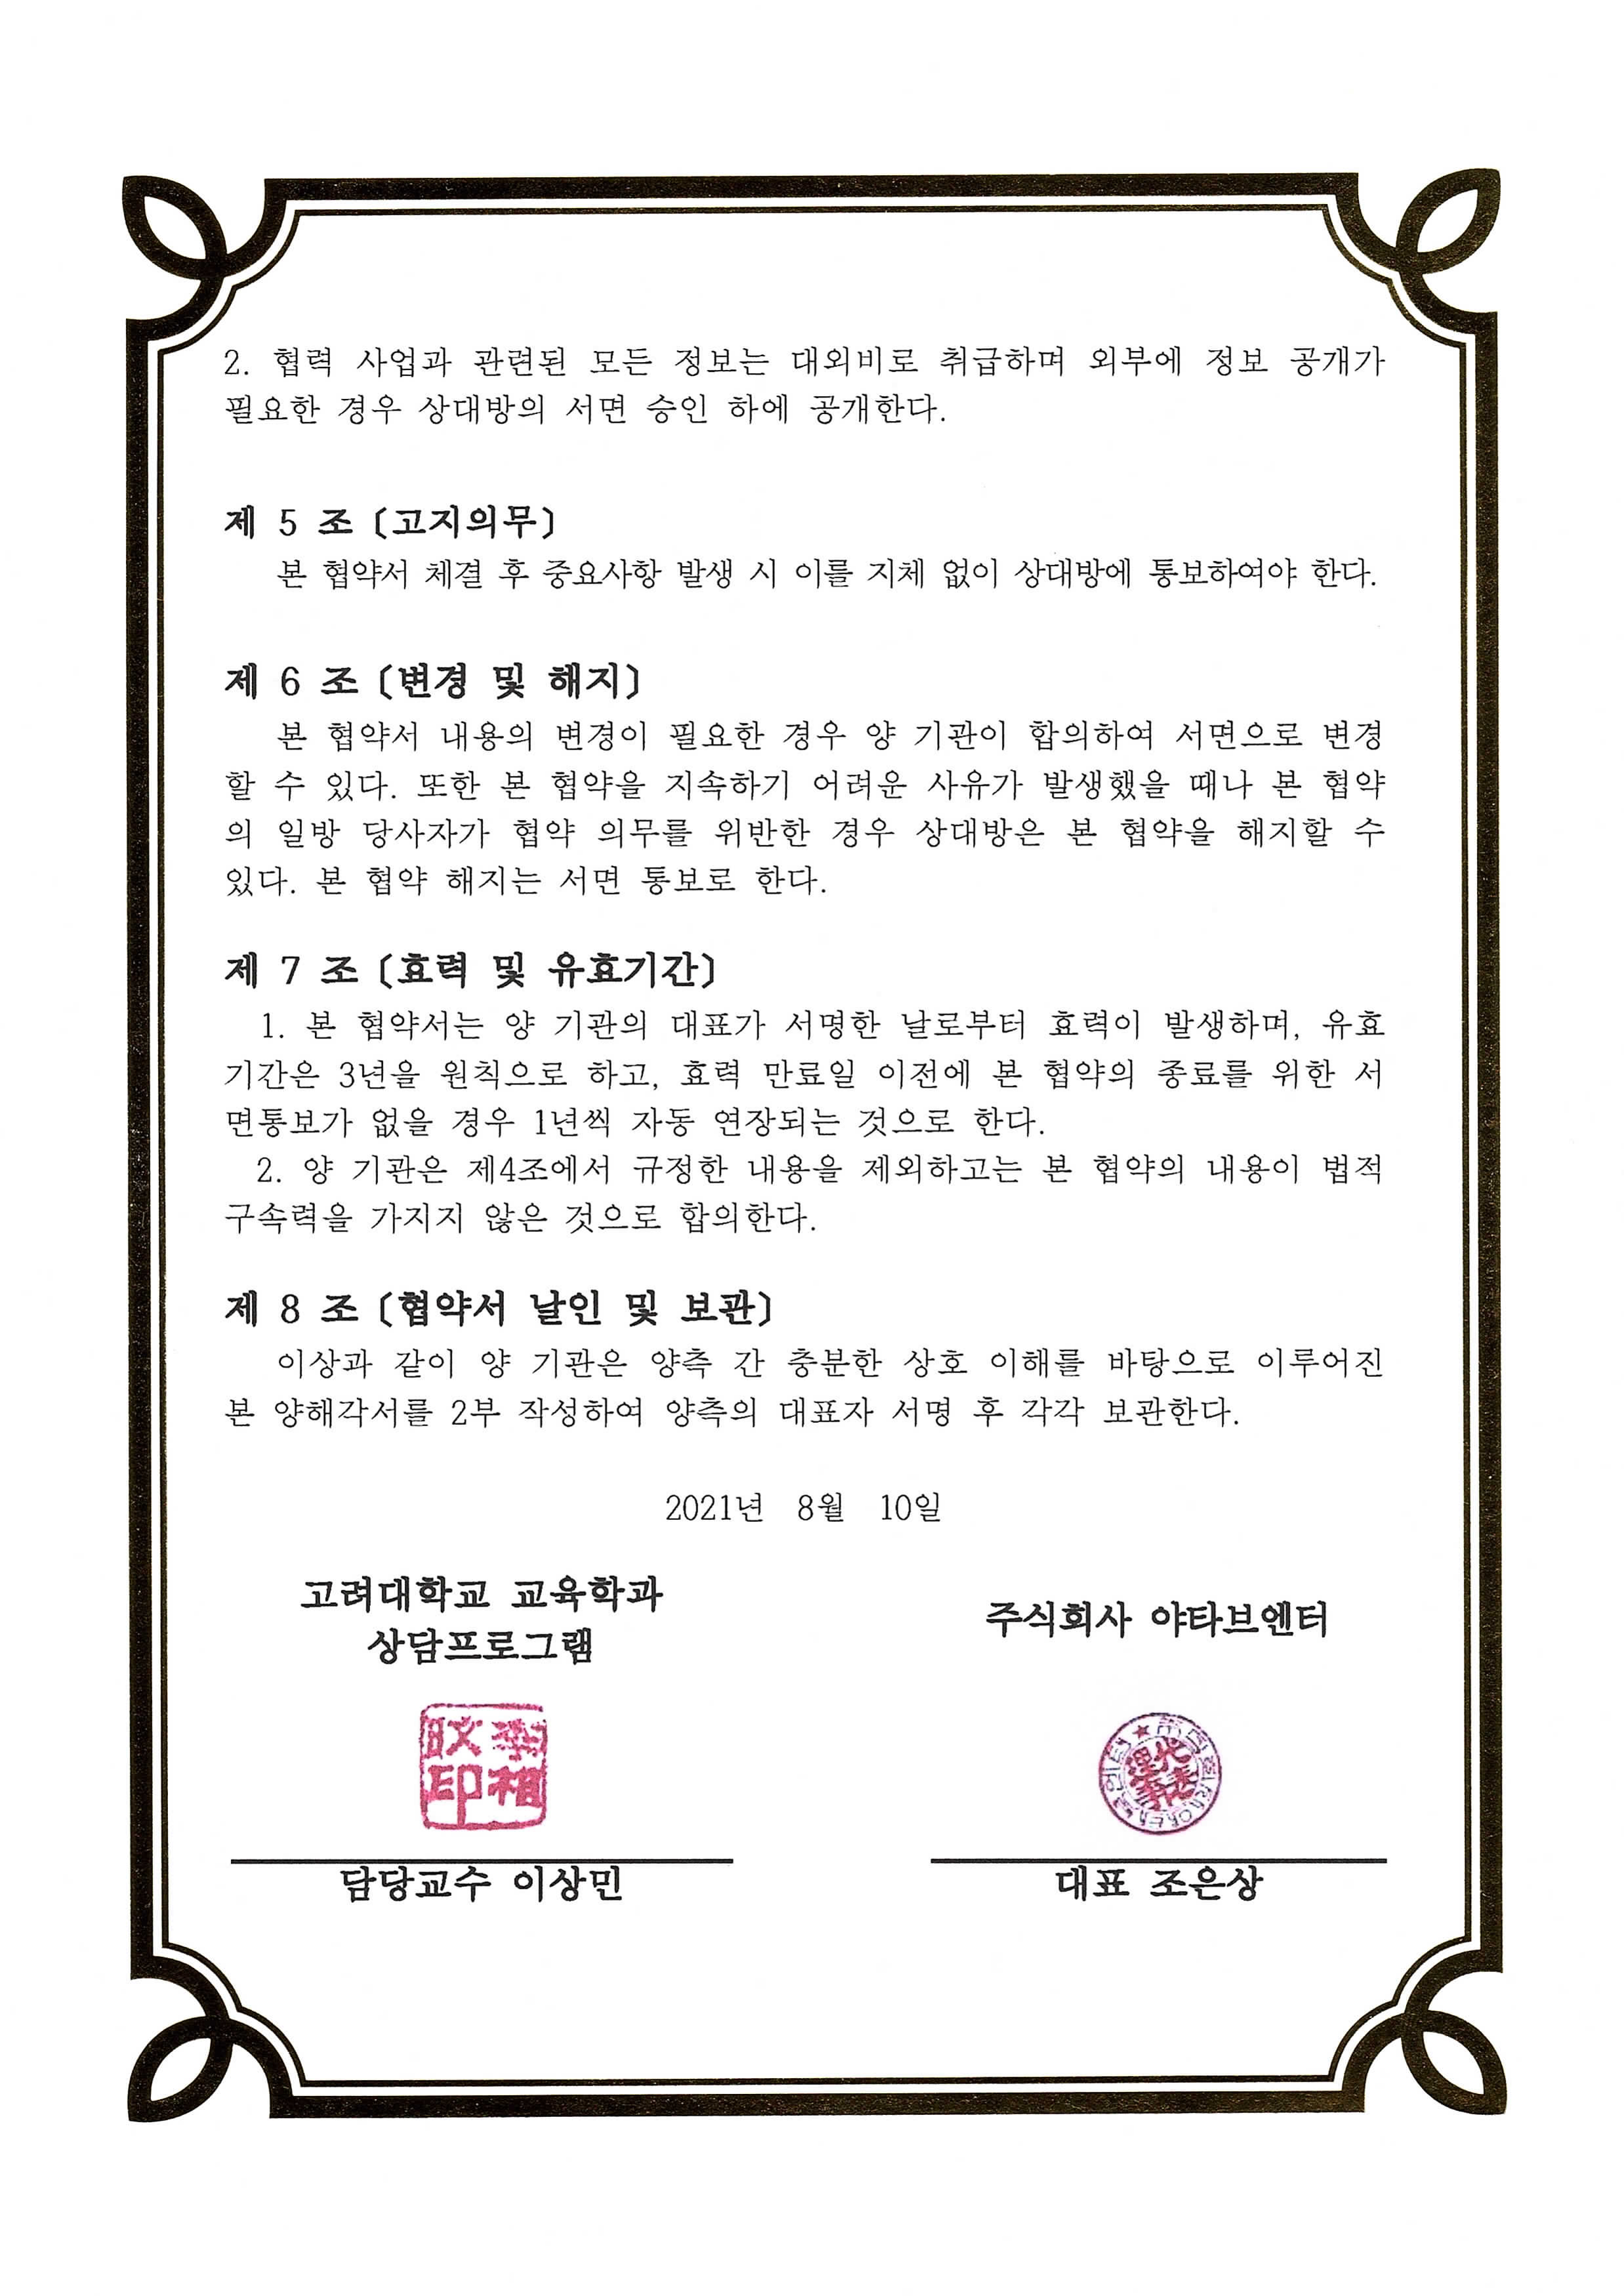 2. 협력 사업과 관련된 모든 정보는 대외비로 취급하며 외부에 정보 공개가
필요한 경우 상대방의 서면 승인 하에 공개한다.
제 5 조 (고지의무)
본 협약서 체결 후 중요사항 발생 시 이를 지체 없이 상대방에 통보하여야 한다.
제 6 조 (변경 및 해지)
본 협약서 내용의 변경이 필요한 경우 양 기관이 합의하여 서면으로 변경
할 수 있다. 또한 본 협약을 지속하기 어려운 사유가 발생했을 때나 본 협약
의 일방 당사자가 협약 의무를 위반한 경우 상대방은 본 협약을 해지할 수
있다. 본 협약 해지는 서면 통보로 한다.
제 7 조 (효력 및 유효기간)
1. 본 협약서는 양 기관의 대표가 서명한 날로부터 효력이 발생하며, 유효
기간은 3년을 원칙으로 하고, 효력 만료일 이전에 본 협약의 종료를 위한 서
면통보가 없을 경우 1년씩 자동 연장되는 것으로 한다.
2. 양 기관은 제4조에서 규정한 내용을 제외하고는 본 협약의 내용이 법적
구속력을 가지지 않은 것으로 합의한다.
제 8 조 (협약서 날인 및 보관)
이상과 같이 양 기관은 양측 간 충분한 상호 이해를 바탕으로 이루어진
본 양해각서를 2부 작성하여 양측의 대표자 서명 후 각각 보관한다.
2021년 8월 10일
고려대학교 교육학과
상담프로그램
주식회사 야타브엔터
李相
旼印
代表
理事
담당교수 이상민
대표 조은상